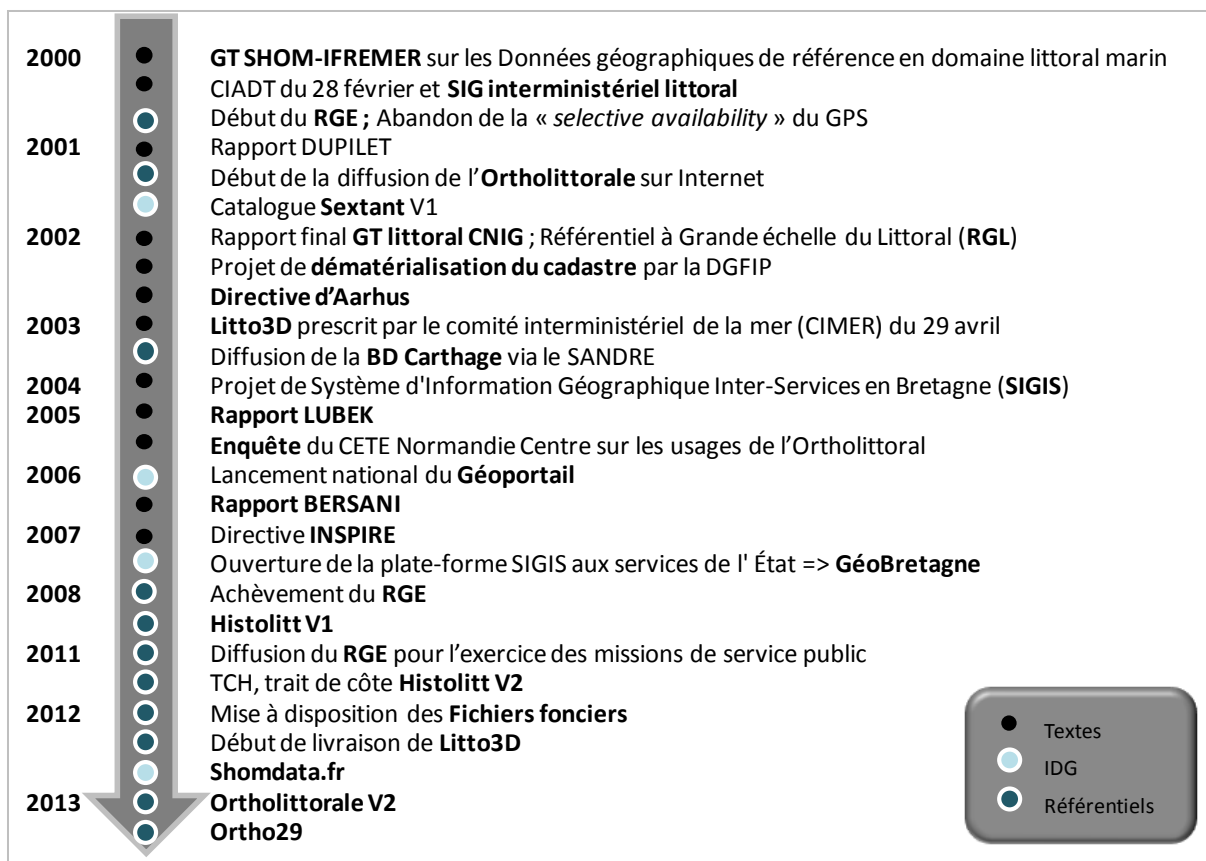 2000 GT SHOM-IFREMER sur les Données géographiques de référence en domaine littoral marin
CIADT du 28 février et SIG interministériel littoral
Début du RGE ; Abandon de la « selective availability » du GPS
2001 Rapport DUPILET
Début de la diffusion de l'Ortholittorale sur Internet
Catalogue Sextant V1
2002 Rapport final GT littoral CNIG ; Référentiel à Grande échelle du Littoral (RGL)
Projet de dématérialisation du cadastre par la DGFIP
Directive d'Aarhus
2003 Litto3D prescrit par le comité interministériel de la mer (CIMER) du 29 avril
Diffusion de la BD Carthage via le SANDRE
2004 Projet de Système d'Information Géographique Inter-Services en Bretagne (SIGIS)
2005 Rapport LUBEK
Enquête du CETE Normandie Centre sur les usages de l'Ortholittoral
2006 Lancement national du Géoportail
Rapport BERSANI
2007 Directive INSPIRE
Ouverture de la plate-forme SIGIS aux services de l' État => GéoBretagne
2008 Achèvement du RGE
Histolitt V1
2011 Diffusion du RGE pour l'exercice des missions de service public
TCH, trait de côte Histolitt V2
2012 Mise à disposition des Fichiers fonciers
Début de livraison de Litto3D
Shomdata.fr
2013 Ortholittorale V2
Ortho29
Textes
IDG
Référentiels